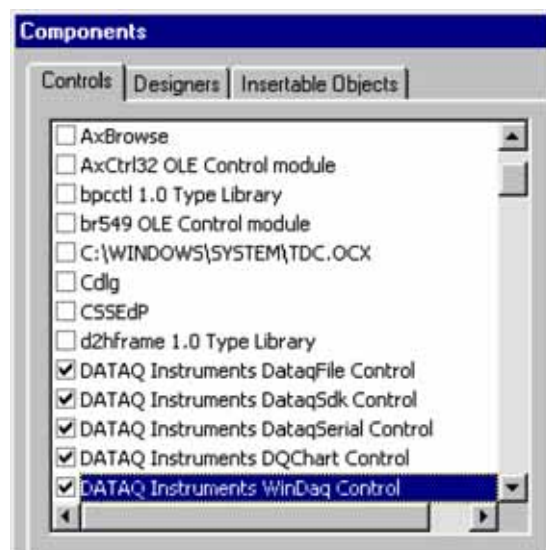 Components
Controls
Designers
Insertable Objects
AxBrowse
AxCtrl32 OLE Control module
bpcctl 1.0 Type Library
br549 OLE Control module
C:\WINDOWS\SYSTEM\TDC.OCX
Cdlg
CSSEdP
d2hframe 1.0 Type Library
DATAQ Instruments DataqFile Control
DATAQ Instruments DataqSdk Control
DATAQ Instruments DataqSerial Control
DATAQ Instruments DQChart Control
DATAQ Instruments WinDaq Control